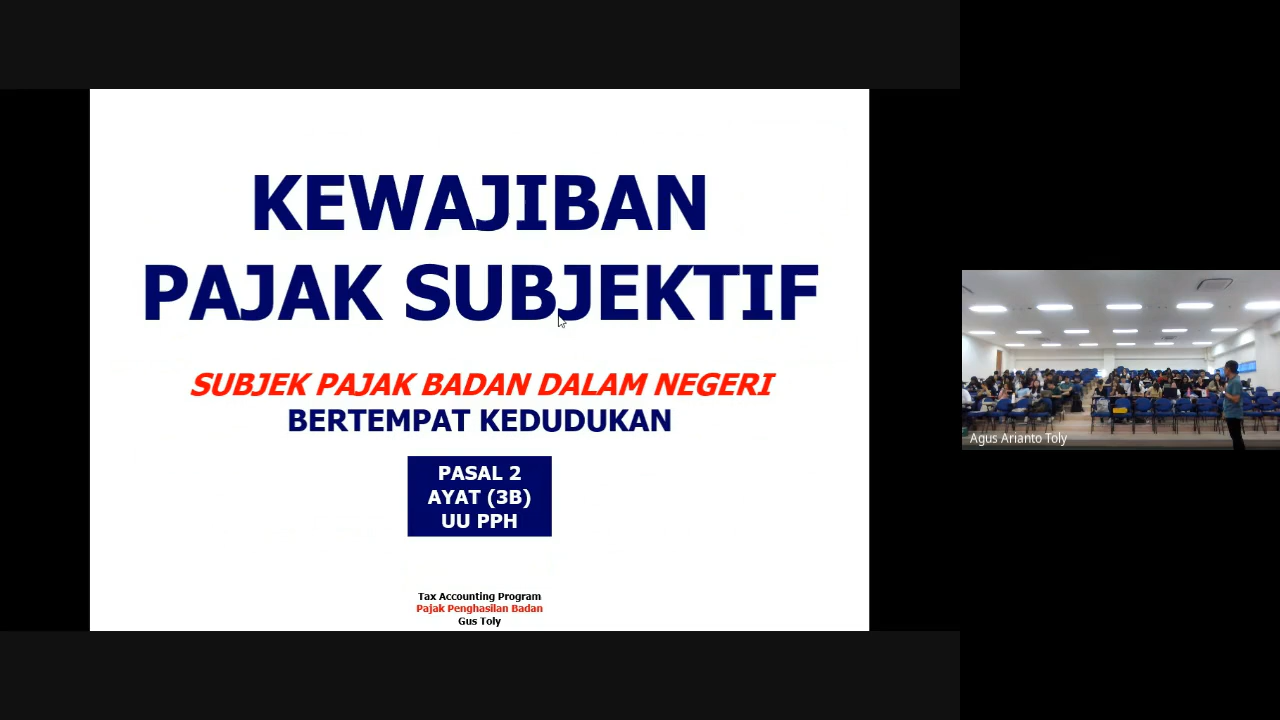 KEWAJIBAN
PAJAK SUBJEKTIF
SUBJEK PAJAK BADAN DALAM NEGERI
BERTEMPAT KEDUDUKAN
PASAL 2
AYAT (3B)
UU PPH
Tax Accounting Program
Pajak Penghasilan Badan
Gus Toly
Agus Arianto Toly